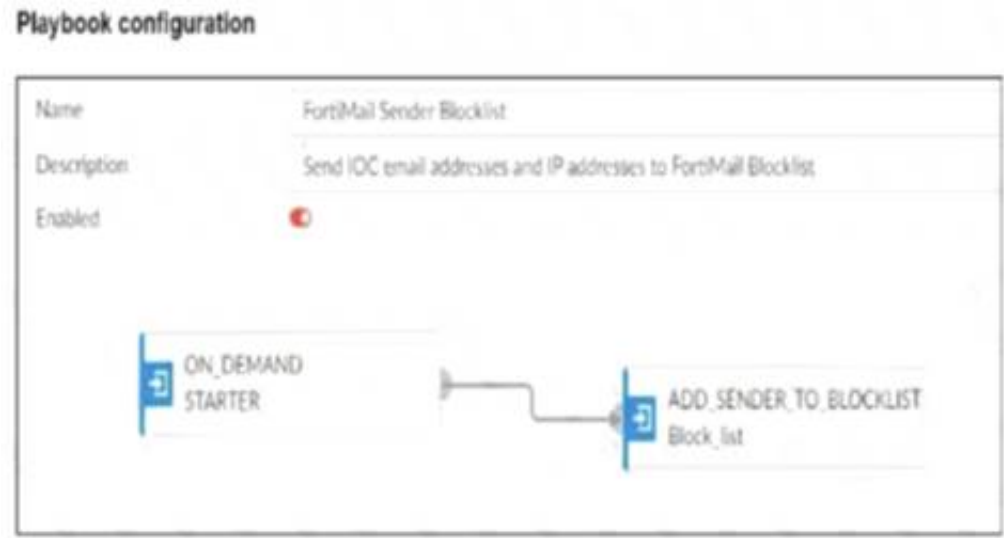 Playbook configuration
Name FortiMail Sender Blocklist
Description Send IOC email addresses and IP addresses to FortiMail Blocklist
Enabled
ON_DEMAND
STARTER
ADD_SENDER_TO_BLOCKLIST
Block_list